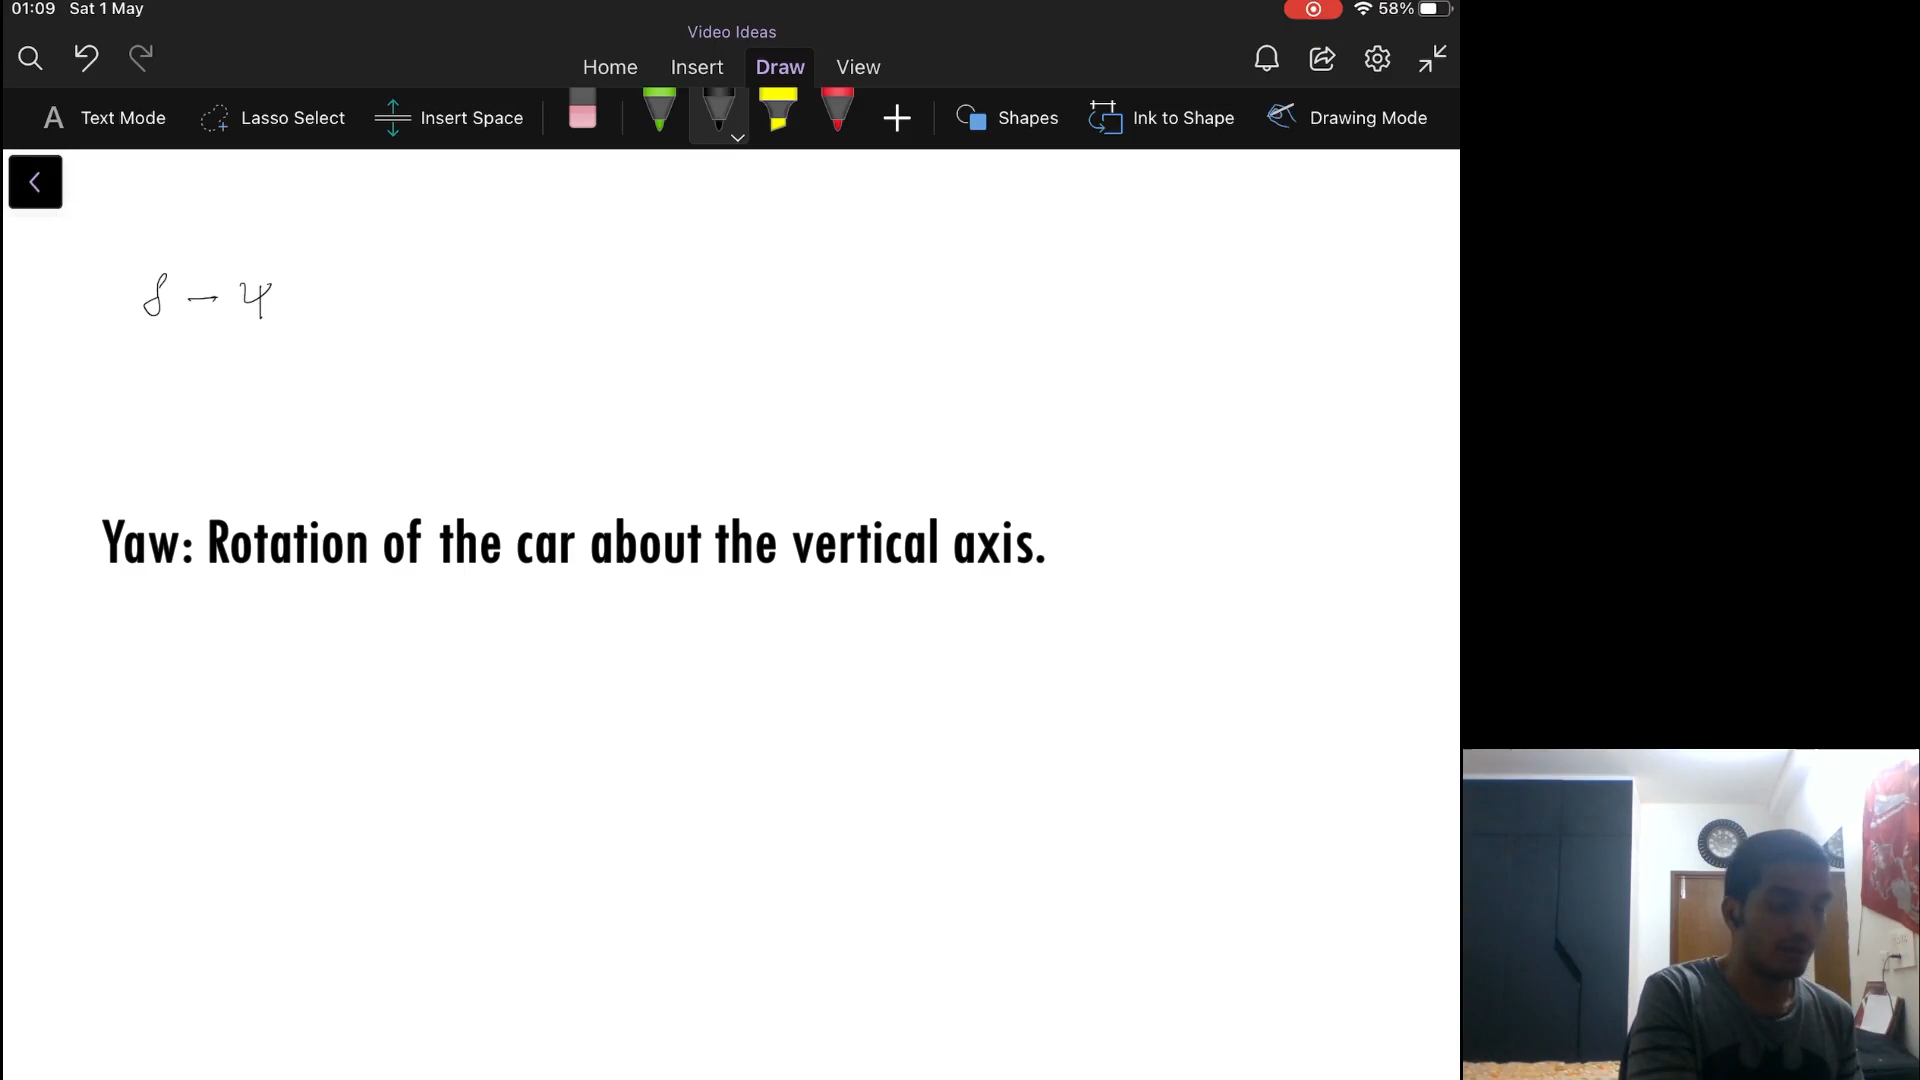 01:09 Sat 1 May 58%
Video Ideas
Home Insert Draw View
A Text Mode Lasso Select Insert Space Shapes Ink to Shape Drawing Mode
δ → ψ
Yaw: Rotation of the car about the vertical axis.